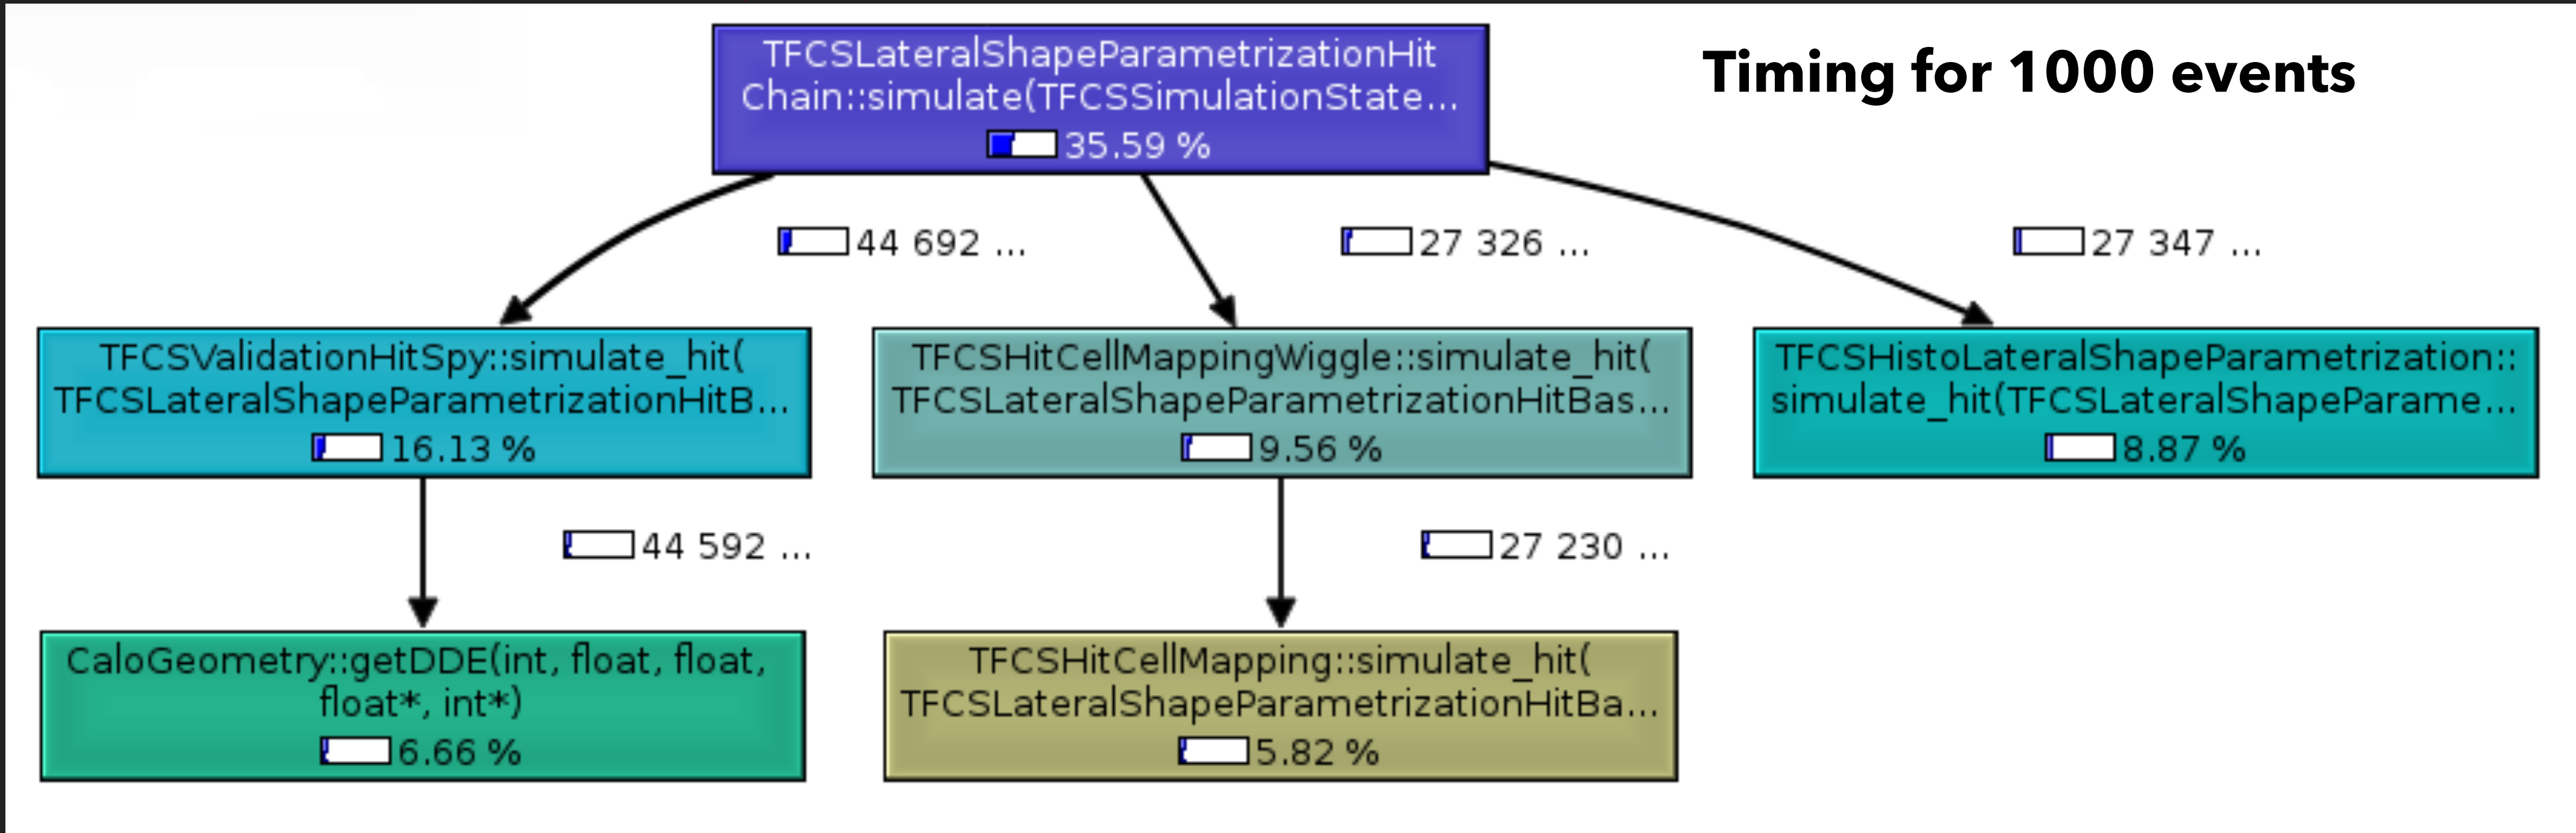 TFCSLateralShapeParametrizationHit
Chain::simulate(TFCSSimulationState...
35.59 %
Timing for 1000 events
44 692 ...
27 326 ...
27 347 ...
TFCSValidationHitSpy::simulate_hit(
TFCSLateralShapeParametrizationHitB...
16.13 %
TFCSHitCellMappingWiggle::simulate_hit(
TFCSLateralShapeParametrizationHitBas...
9.56 %
TFCSHistoLateralShapeParametrization::
simulate_hit(TFCSLateralShapeParame...
8.87 %
44 592 ...
27 230 ...
CaloGeometry::getDDE(int, float, float,
float*, int*)
6.66 %
TFCSHitCellMapping::simulate_hit(
TFCSLateralShapeParametrizationHitBa...
5.82 %